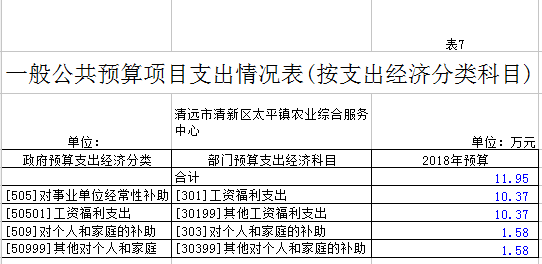 表7
一般公共预算项目支出情况表(按支出经济分类科目)
清远市清新区太平镇农业综合服务
中心
单位： 单位：万元
政府预算支出经济分类 部门预算支出经济科目 2018年预算
合计 11.95
[505]对事业单位经常性补助 [301]工资福利支出 10.37
[50501]工资福利支出 [30199]其他工资福利支出 10.37
[509]对个人和家庭的补助 [303]对个人和家庭的补助 1.58
[50999]其他对个人和家庭 [30399]其他对个人和家庭的补助 1.58